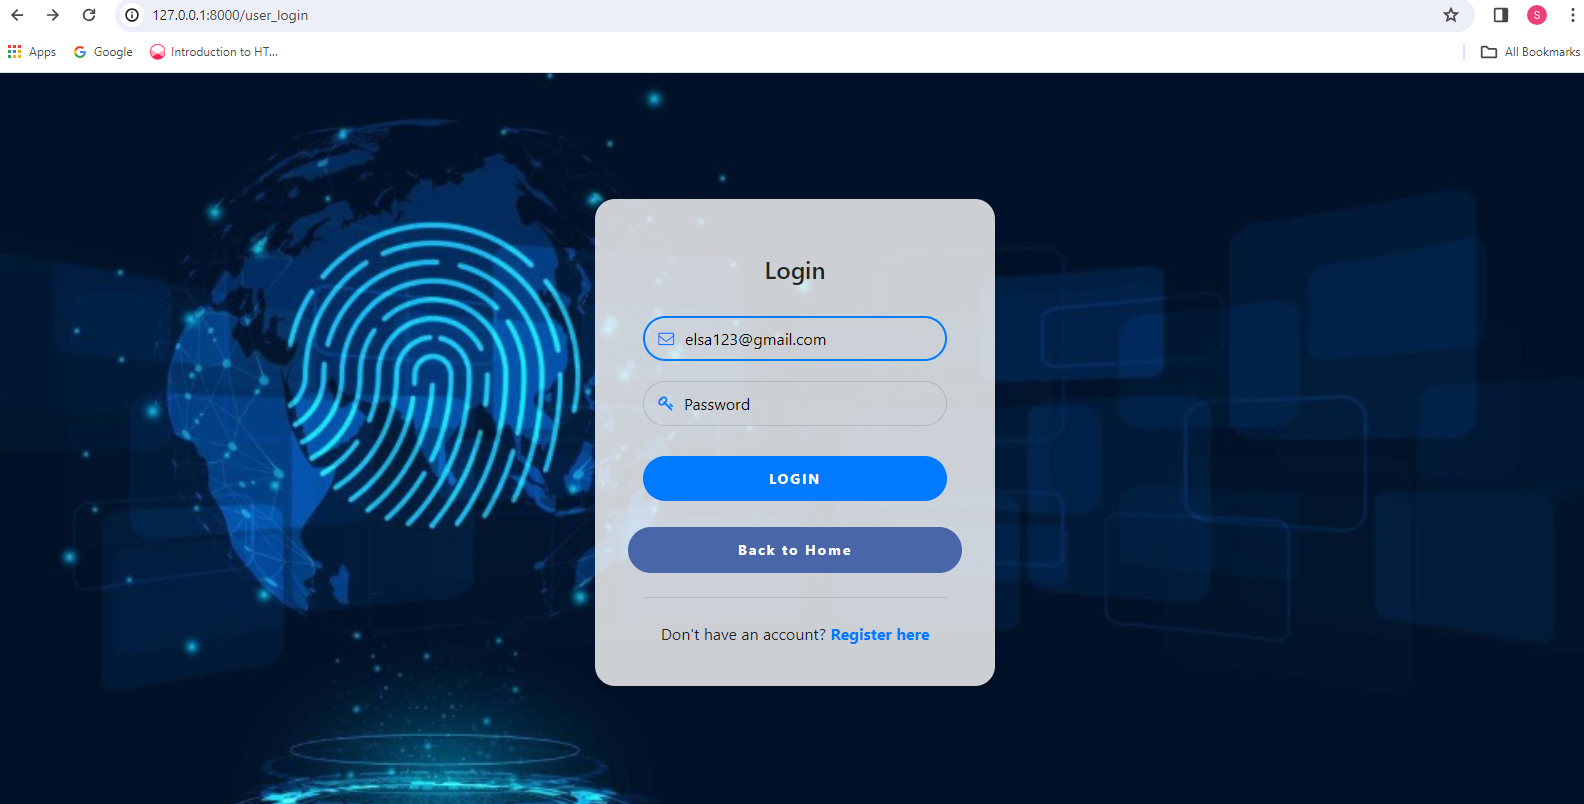 127.0.0.1:8000/user_login
S
Apps Google Introduction to HT... All Bookmarks
Login
elsa123@gmail.com
Password
LOGIN
Back to Home
Don't have an account? Register here